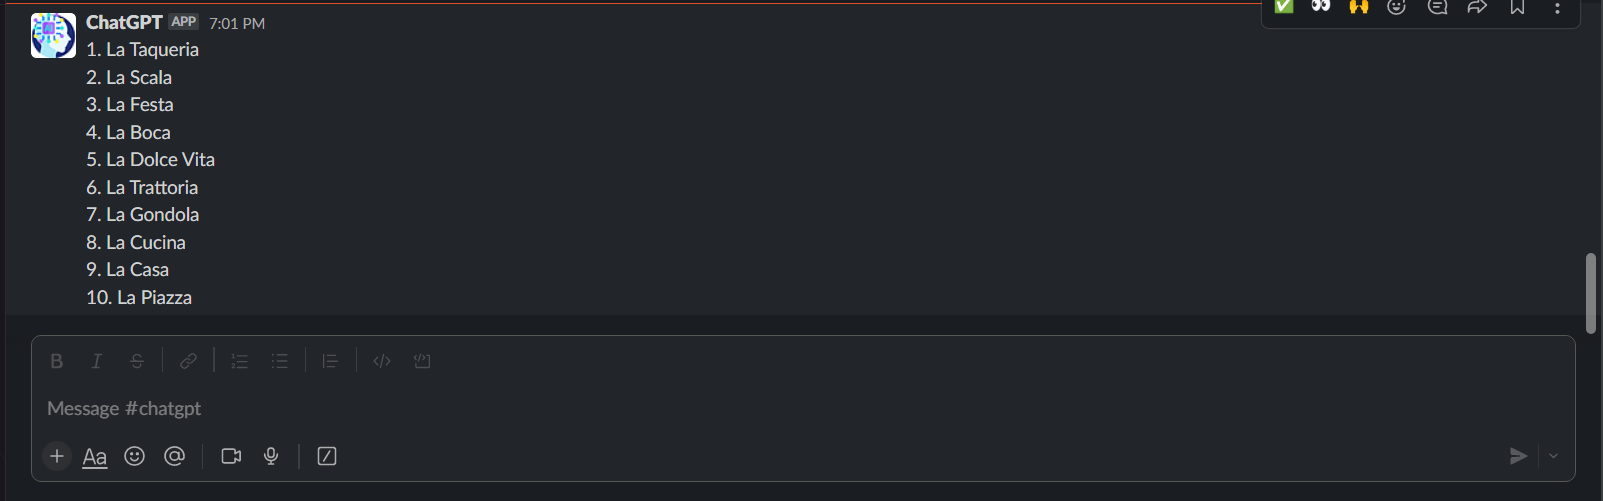 ChatGPT APP 7:01 PM
1. La Taqueria
2. La Scala
3. La Festa
4. La Boca
5. La Dolce Vita
6. La Trattoria
7. La Gondola
8. La Cucina
9. La Casa
10. La Piazza
B I S
Message #chatgpt
Aa